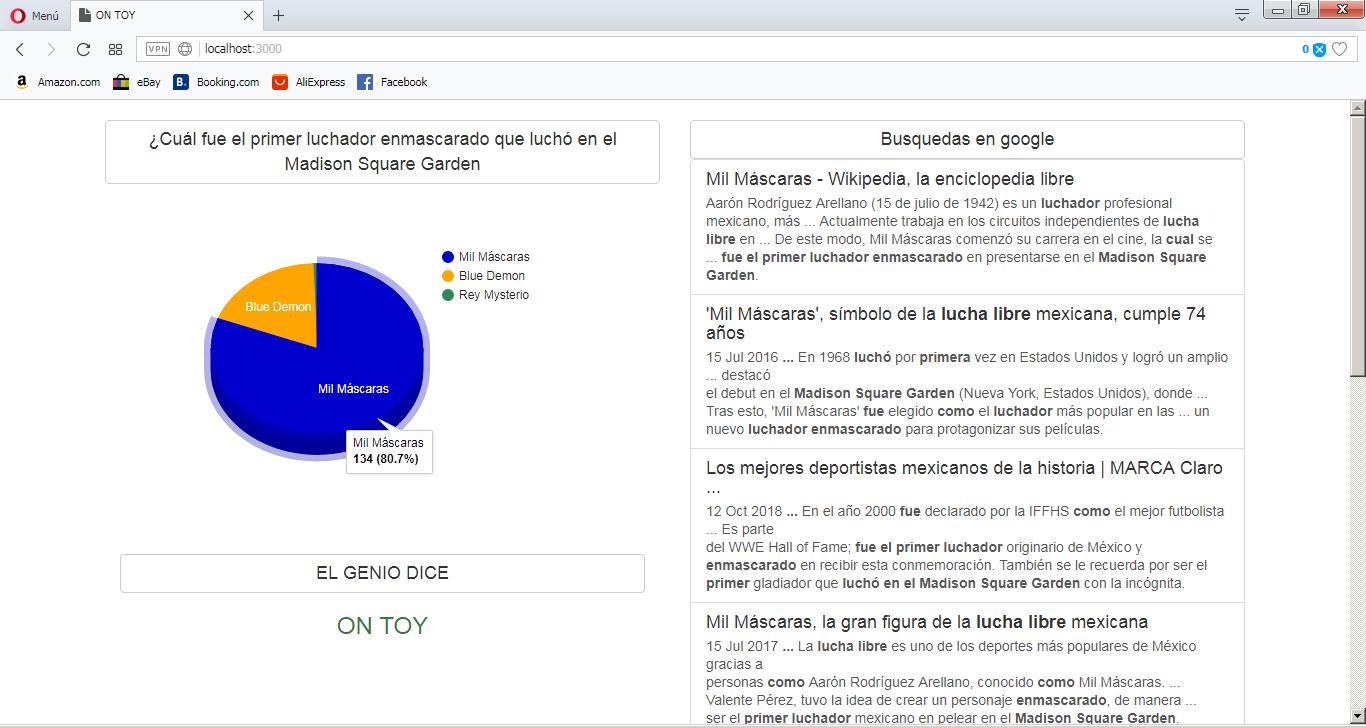 Menú
ON TOY
VPN
localhost:3000
0
Amazon.com
eBay
B.
Booking.com
AliExpress
Facebook
¿Cuál fue el primer luchador enmascarado que luchó en el
Madison Square Garden
Mil Máscaras
Blue Demon
Rey Mysterio
Blue Demon
Mil Máscaras
Mil Máscaras
134 (80.7%)
EL GENIO DICE
ON TOY
Busquedas en google
Mil Máscaras - Wikipedia, la enciclopedia libre
Aarón Rodríguez Arellano (15 de julio de 1942) es un luchador profesional
mexicano, más ... Actualmente trabaja en los circuitos independientes de lucha
libre en ... De este modo, Mil Máscaras comenzó su carrera en el cine, la cual se
... fue el primer luchador enmascarado en presentarse en el Madison Square
Garden.
'Mil Máscaras', símbolo de la lucha libre mexicana, cumple 74
años
15 Jul 2016 ... En 1968 luchó por primera vez en Estados Unidos y logró un amplio
... destacó
el debut en el Madison Square Garden (Nueva York, Estados Unidos), donde ...
Tras esto, 'Mil Máscaras' fue elegido como el luchador más popular en las ... un
nuevo luchador enmascarado para protagonizar sus películas.
Los mejores deportistas mexicanos de la historia | MARCA Claro
...
12 Oct 2018 ... En el año 2000 fue declarado por la IFFHS como el mejor futbolista
... Es parte
del WWE Hall of Fame; fue el primer luchador originario de México y
enmascarado en recibir esta conmemoración. También se le recuerda por ser el
primer gladiador que luchó en el Madison Square Garden con la incógnita.
Mil Máscaras, la gran figura de la lucha libre mexicana
15 Jul 2017 ... La lucha libre es uno de los deportes más populares de México
gracias a
personas como Aarón Rodríguez Arellano, conocido como Mil Máscaras. ...
Valente Pérez, tuvo la idea de crear un personaje enmascarado, de manera ...
ser el primer luchador mexicano en pelear en el Madison Square Garden.